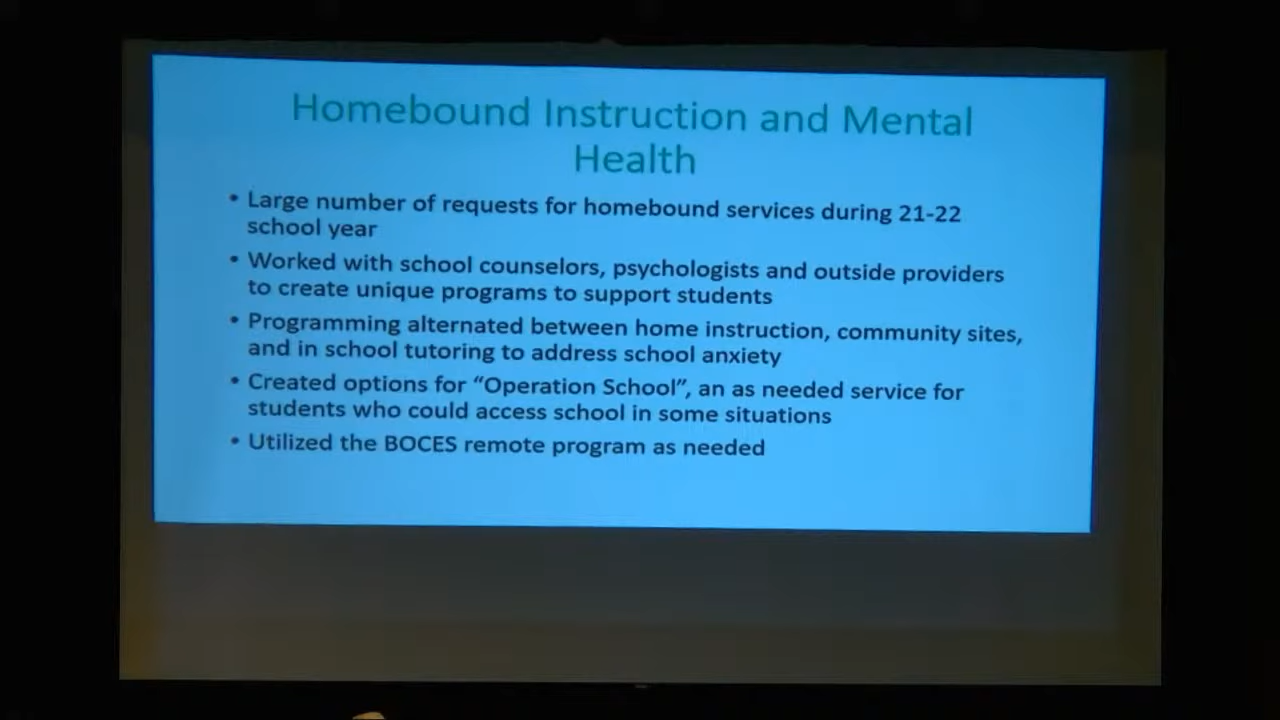 Homebound Instruction and Mental
Health
• Large number of requests for homebound services during 21-22
school year
• Worked with school counselors, psychologists and outside providers
to create unique programs to support students
• Programming alternated between home instruction, community sites,
and in school tutoring to address school anxiety
• Created options for “Operation School”, an as needed service for
students who could access school in some situations
• Utilized the BOCES remote program as needed